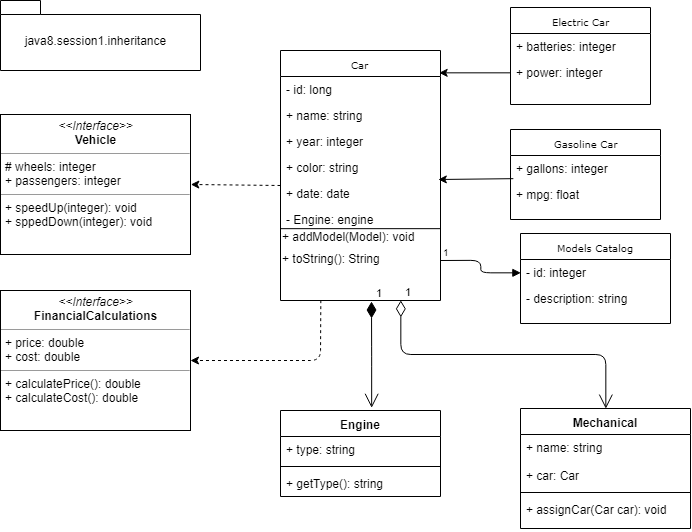 java8.session1.inheritance
Electric Car
+ batteries: integer
+ power: integer
Car
- id: long
+ name: string
+ year: integer
+ color: string
+ date: date
- Engine: engine
+ addModel(Model): void
+ toString(): String
<<Interface>>
Vehicle
# wheels: integer
+ passengers: integer
+ speedUp(integer): void
+ sppedDown(integer): void
Gasoline Car
+ gallons: integer
+ mpg: float
1
Models Catalog
- id: integer
- description: string
<<Interface>>
FinancialCalculations
+ price: double
+ cost: double
+ calculatePrice(): double
+ calculateCost(): double
1
1
Engine
+ type: string
+ getType(): string
Mechanical
+ name: string
+ car: Car
+ assignCar(Car car): void